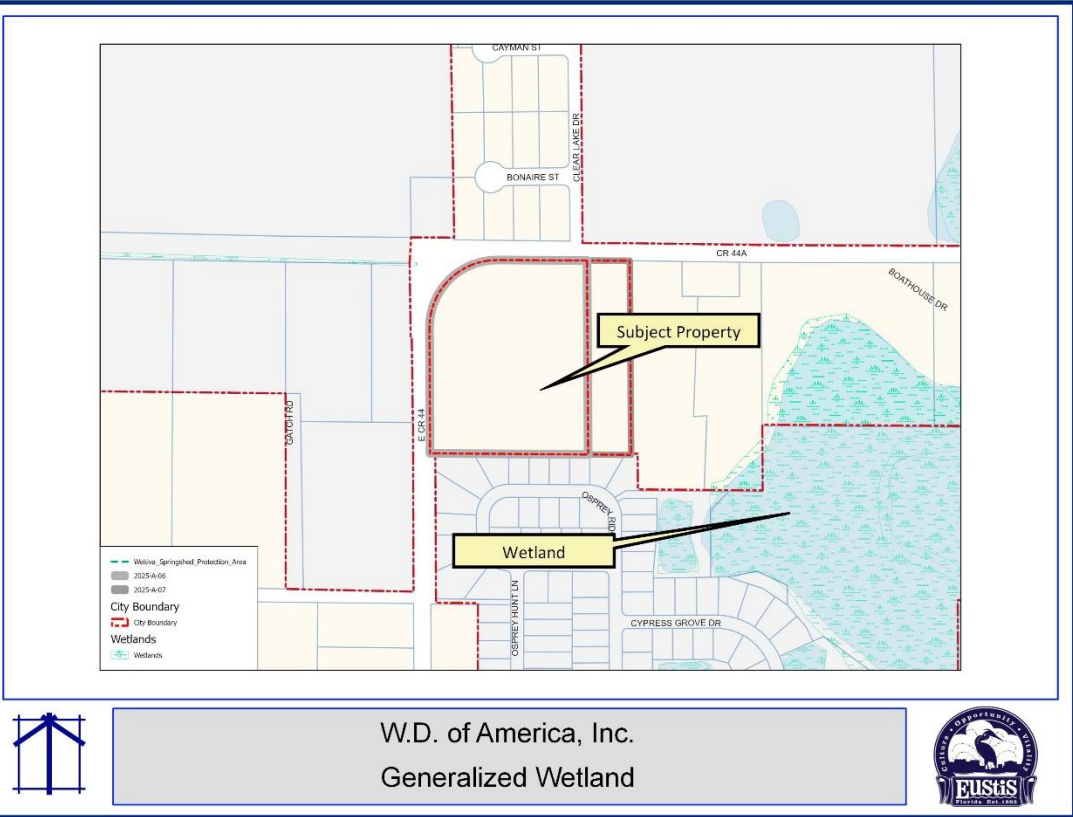 CAYMAN ST
CLEAR LAKE DR
BONAIRE ST
CR 44A
BOATHOUSE DR
Subject Property
E CR 44
GATCH RD
OSPREY RID
Wetland
OSPREY HUNT LN
CYPRESS GROVE DR
Wekiva_Springshed_Protection_Area
2025-A-06
2025-A-07
City Boundary
City Boundary
Wetlands
Wetlands
W.D. of America, Inc.
Generalized Wetland
Culture • Opportunity • Vitality
EUSTIS
Florida Est. 1883